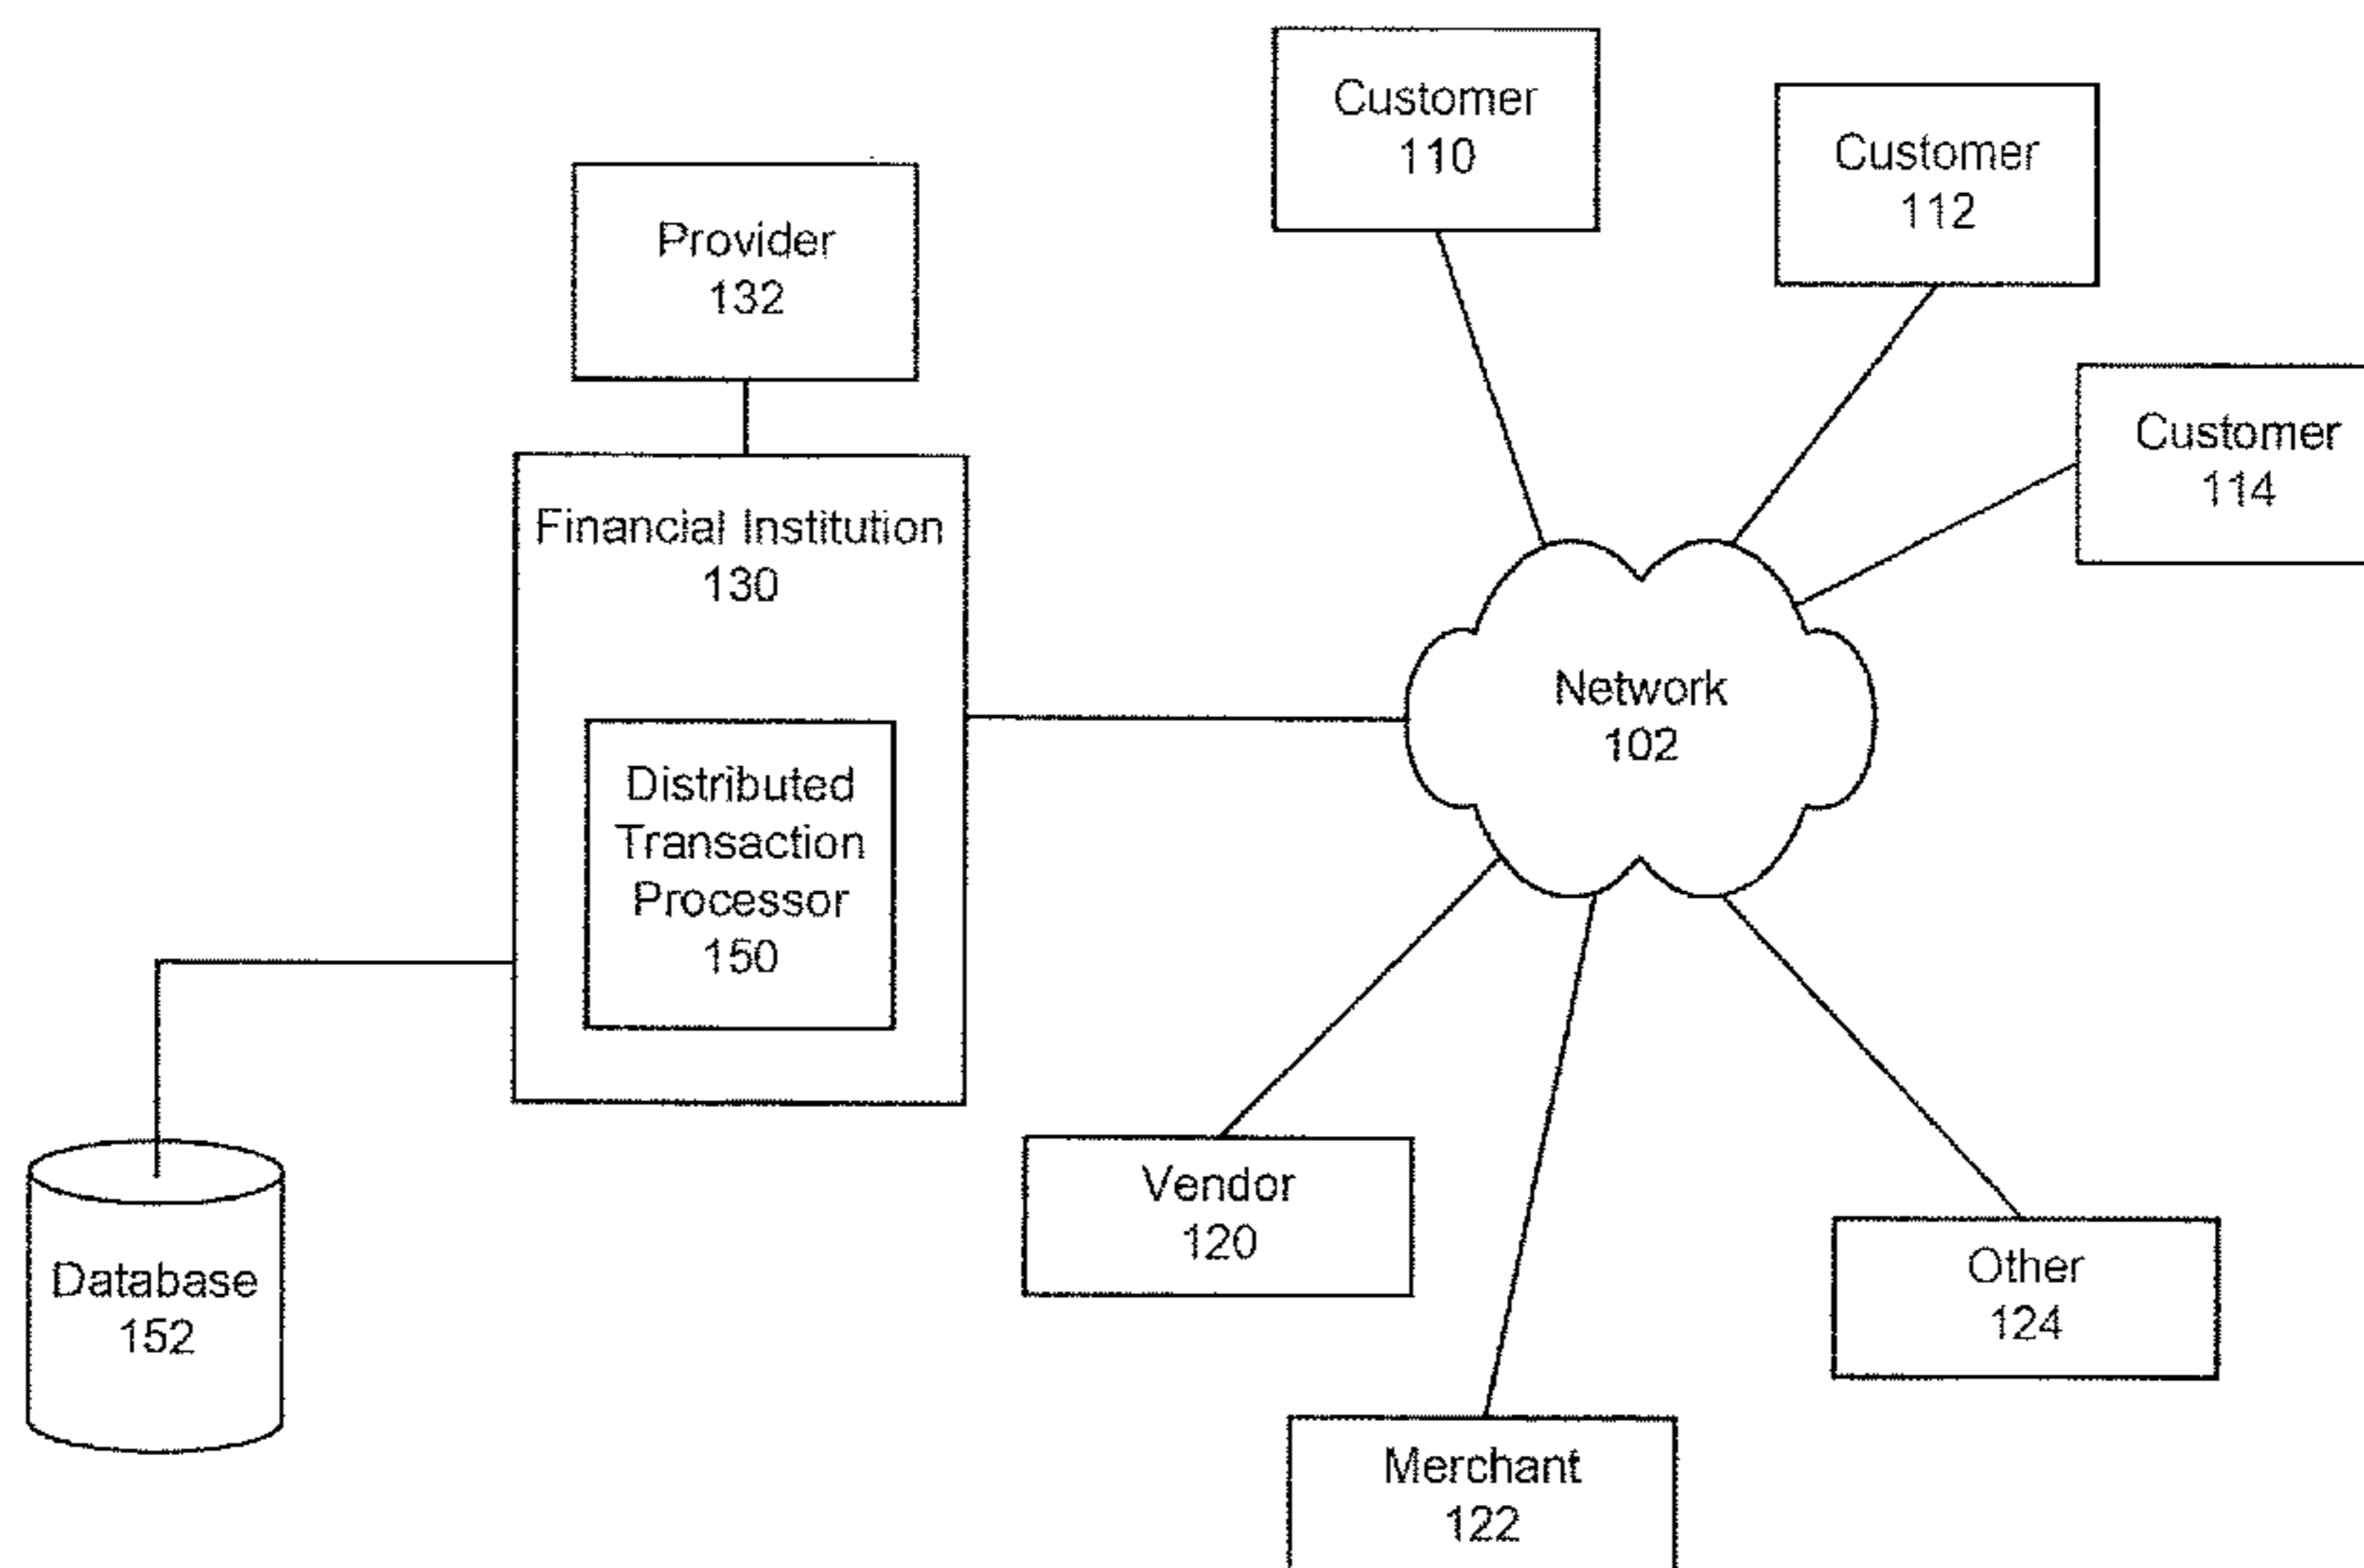 Customer
110
Customer
112
Provider
132
Customer
114
Financial Institution
130
Network
102
Distributed
Transaction
Processor
150
Vendor
120
Database
152
Other
124
Merchant
122